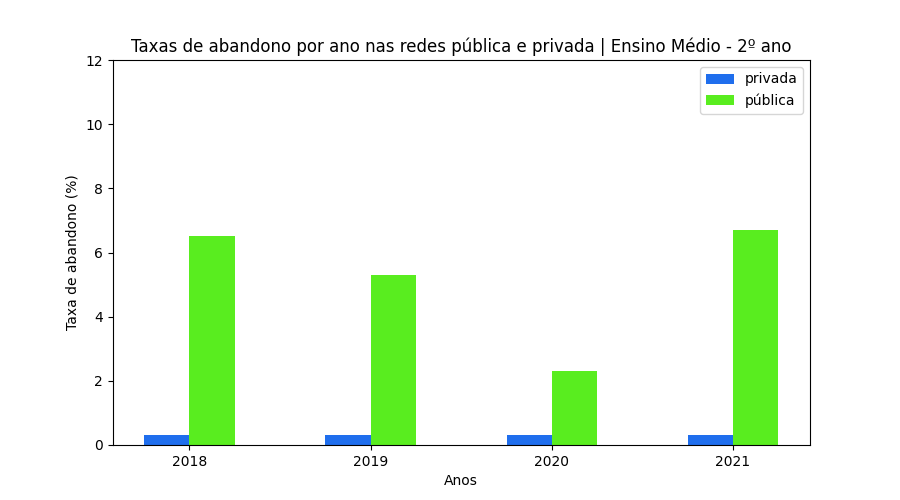 Taxas de abandono por ano nas redes pública e privada | Ensino Médio - 2º ano
privada
pública
Taxa de abandono (%)
12
10
8
6
4
2
0
2018 2019 2020 2021
Anos